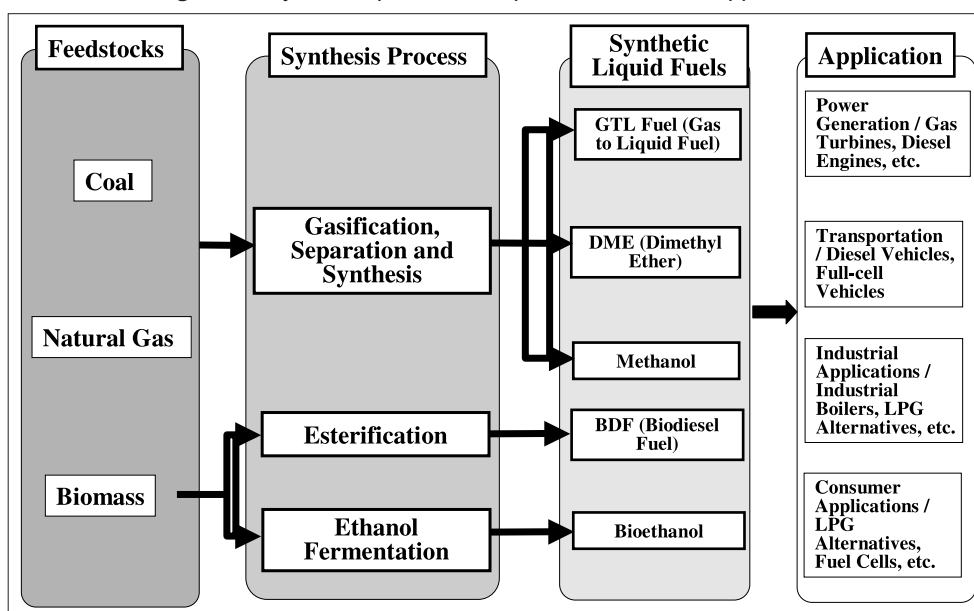 Feedstocks
Coal
Natural Gas
Biomass
Synthesis Process
Gasification,
Separation and
Synthesis
Esterification
Ethanol
Fermentation
Synthetic
Liquid Fuels
GTL Fuel (Gas
to Liquid Fuel)
DME (Dimethyl
Ether)
Methanol
BDF (Biodiesel
Fuel)
Bioethanol
Application
Power
Generation / Gas
Turbines, Diesel
Engines, etc.
Transportation
/ Diesel Vehicles,
Full-cell
Vehicles
Industrial
Applications /
Industrial
Boilers, LPG
Alternatives, etc.
Consumer
Applications /
LPG
Alternatives,
Fuel Cells, etc.